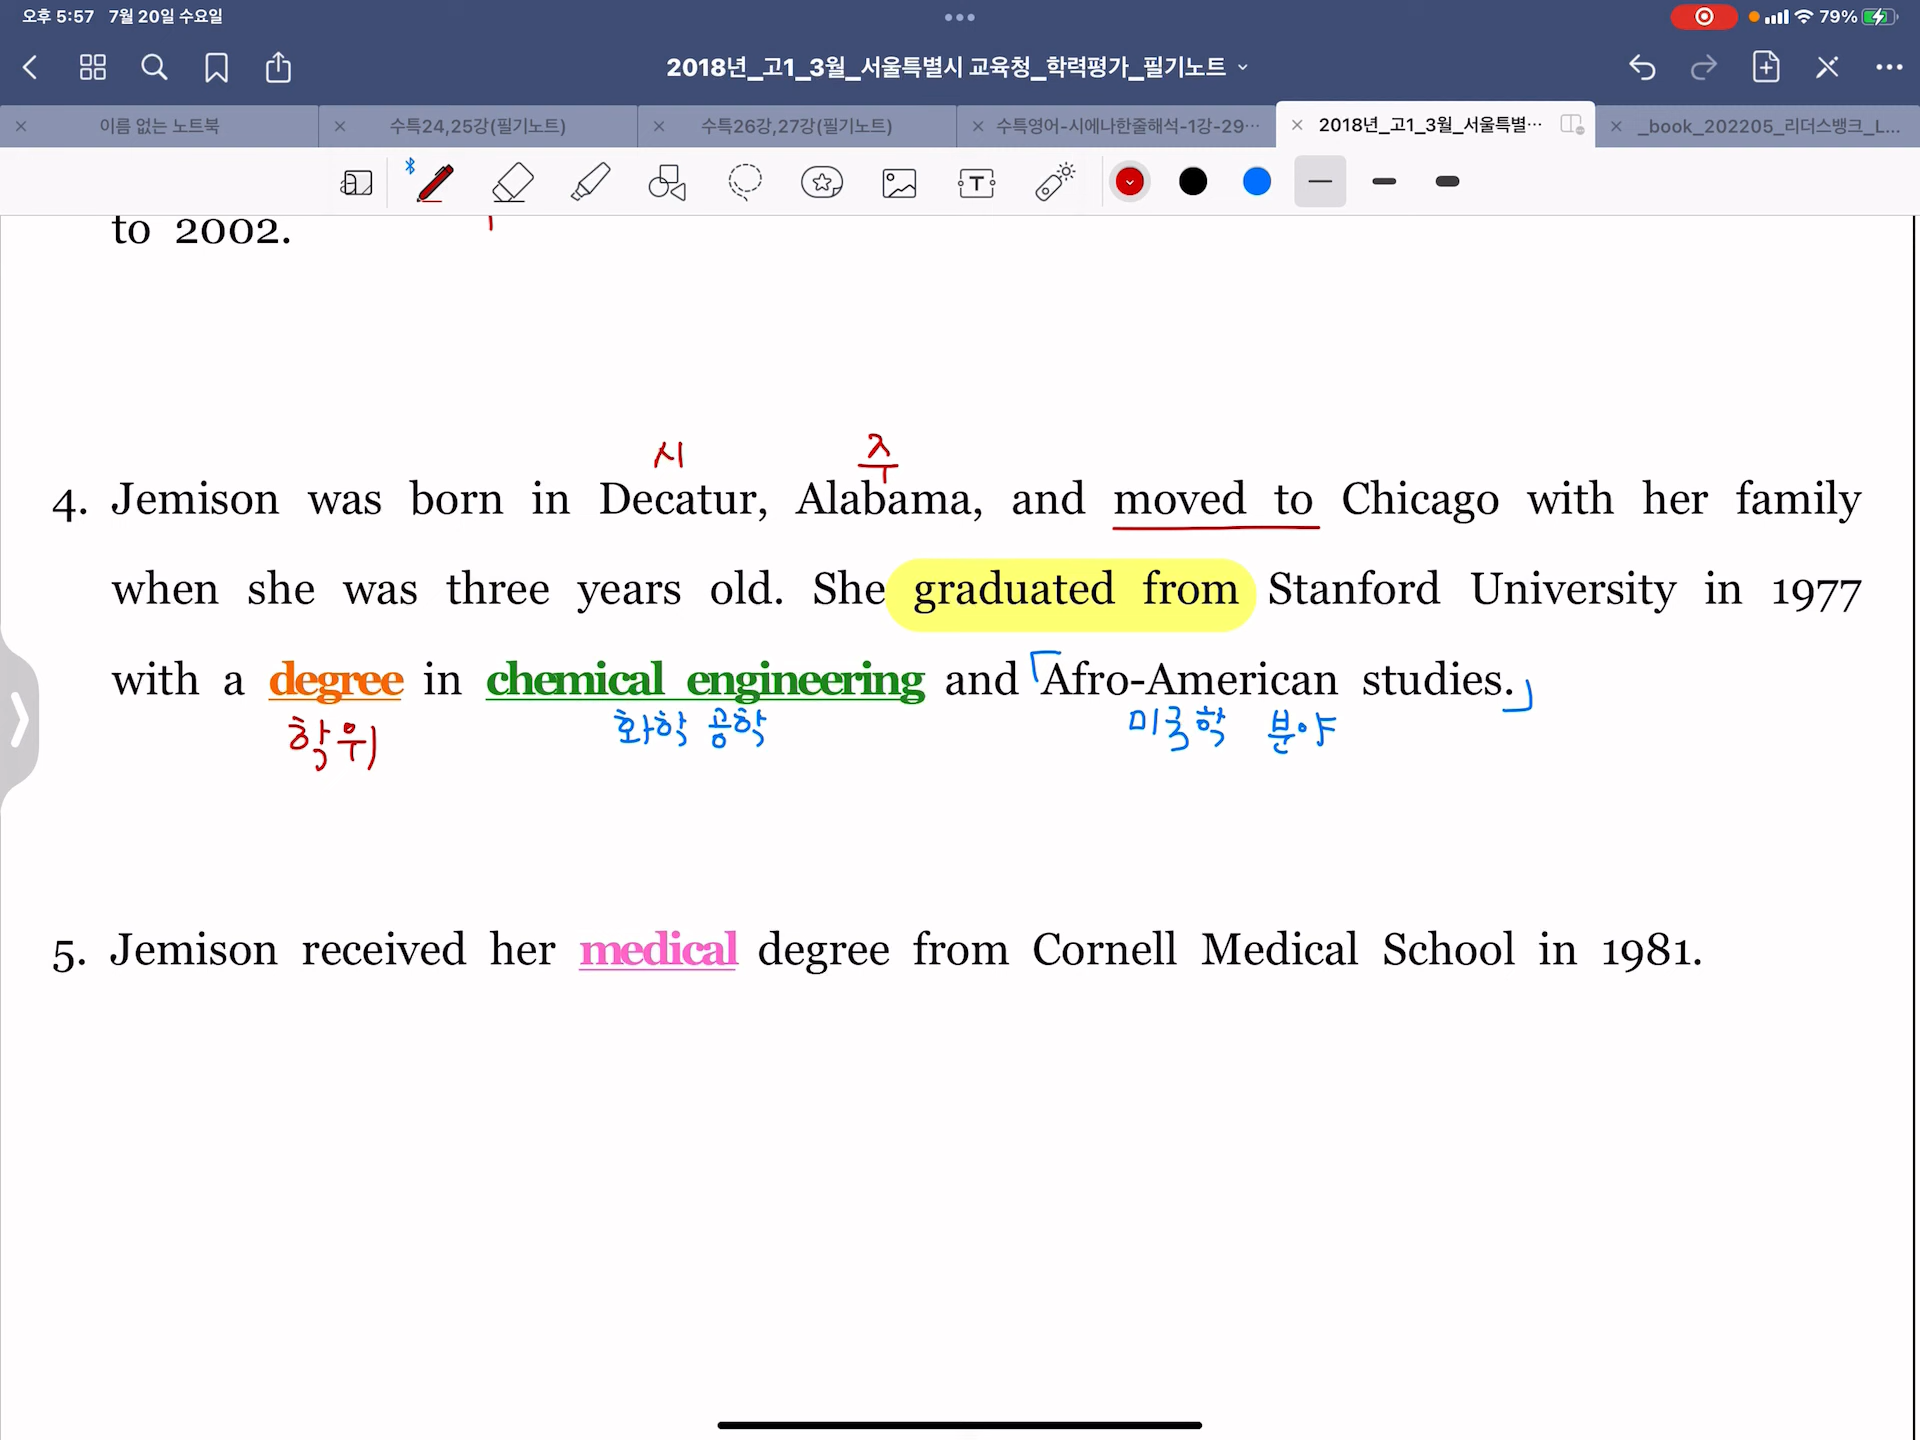 오후 5:57 7월 20일 수요일 79%
2018년_고1_3월_서울특별시 교육청_학력평가_필기노트
이름 없는 노트북 수특24,25강(필기노트) 수특26강,27강(필기노트) 수특영어-시에나한줄해석-1강-29… 2018년_고1_3월_서울특별… _book_202205_리더스뱅크_L...
to 2002.
시 주
4. Jemison was born in Decatur, Alabama, and moved to Chicago with her family
when she was three years old. She graduated from Stanford University in 1977
with a degree in chemical engineering and 「Afro-American studies.」
학위 화학 공학 미국학 분야
5. Jemison received her medical degree from Cornell Medical School in 1981.